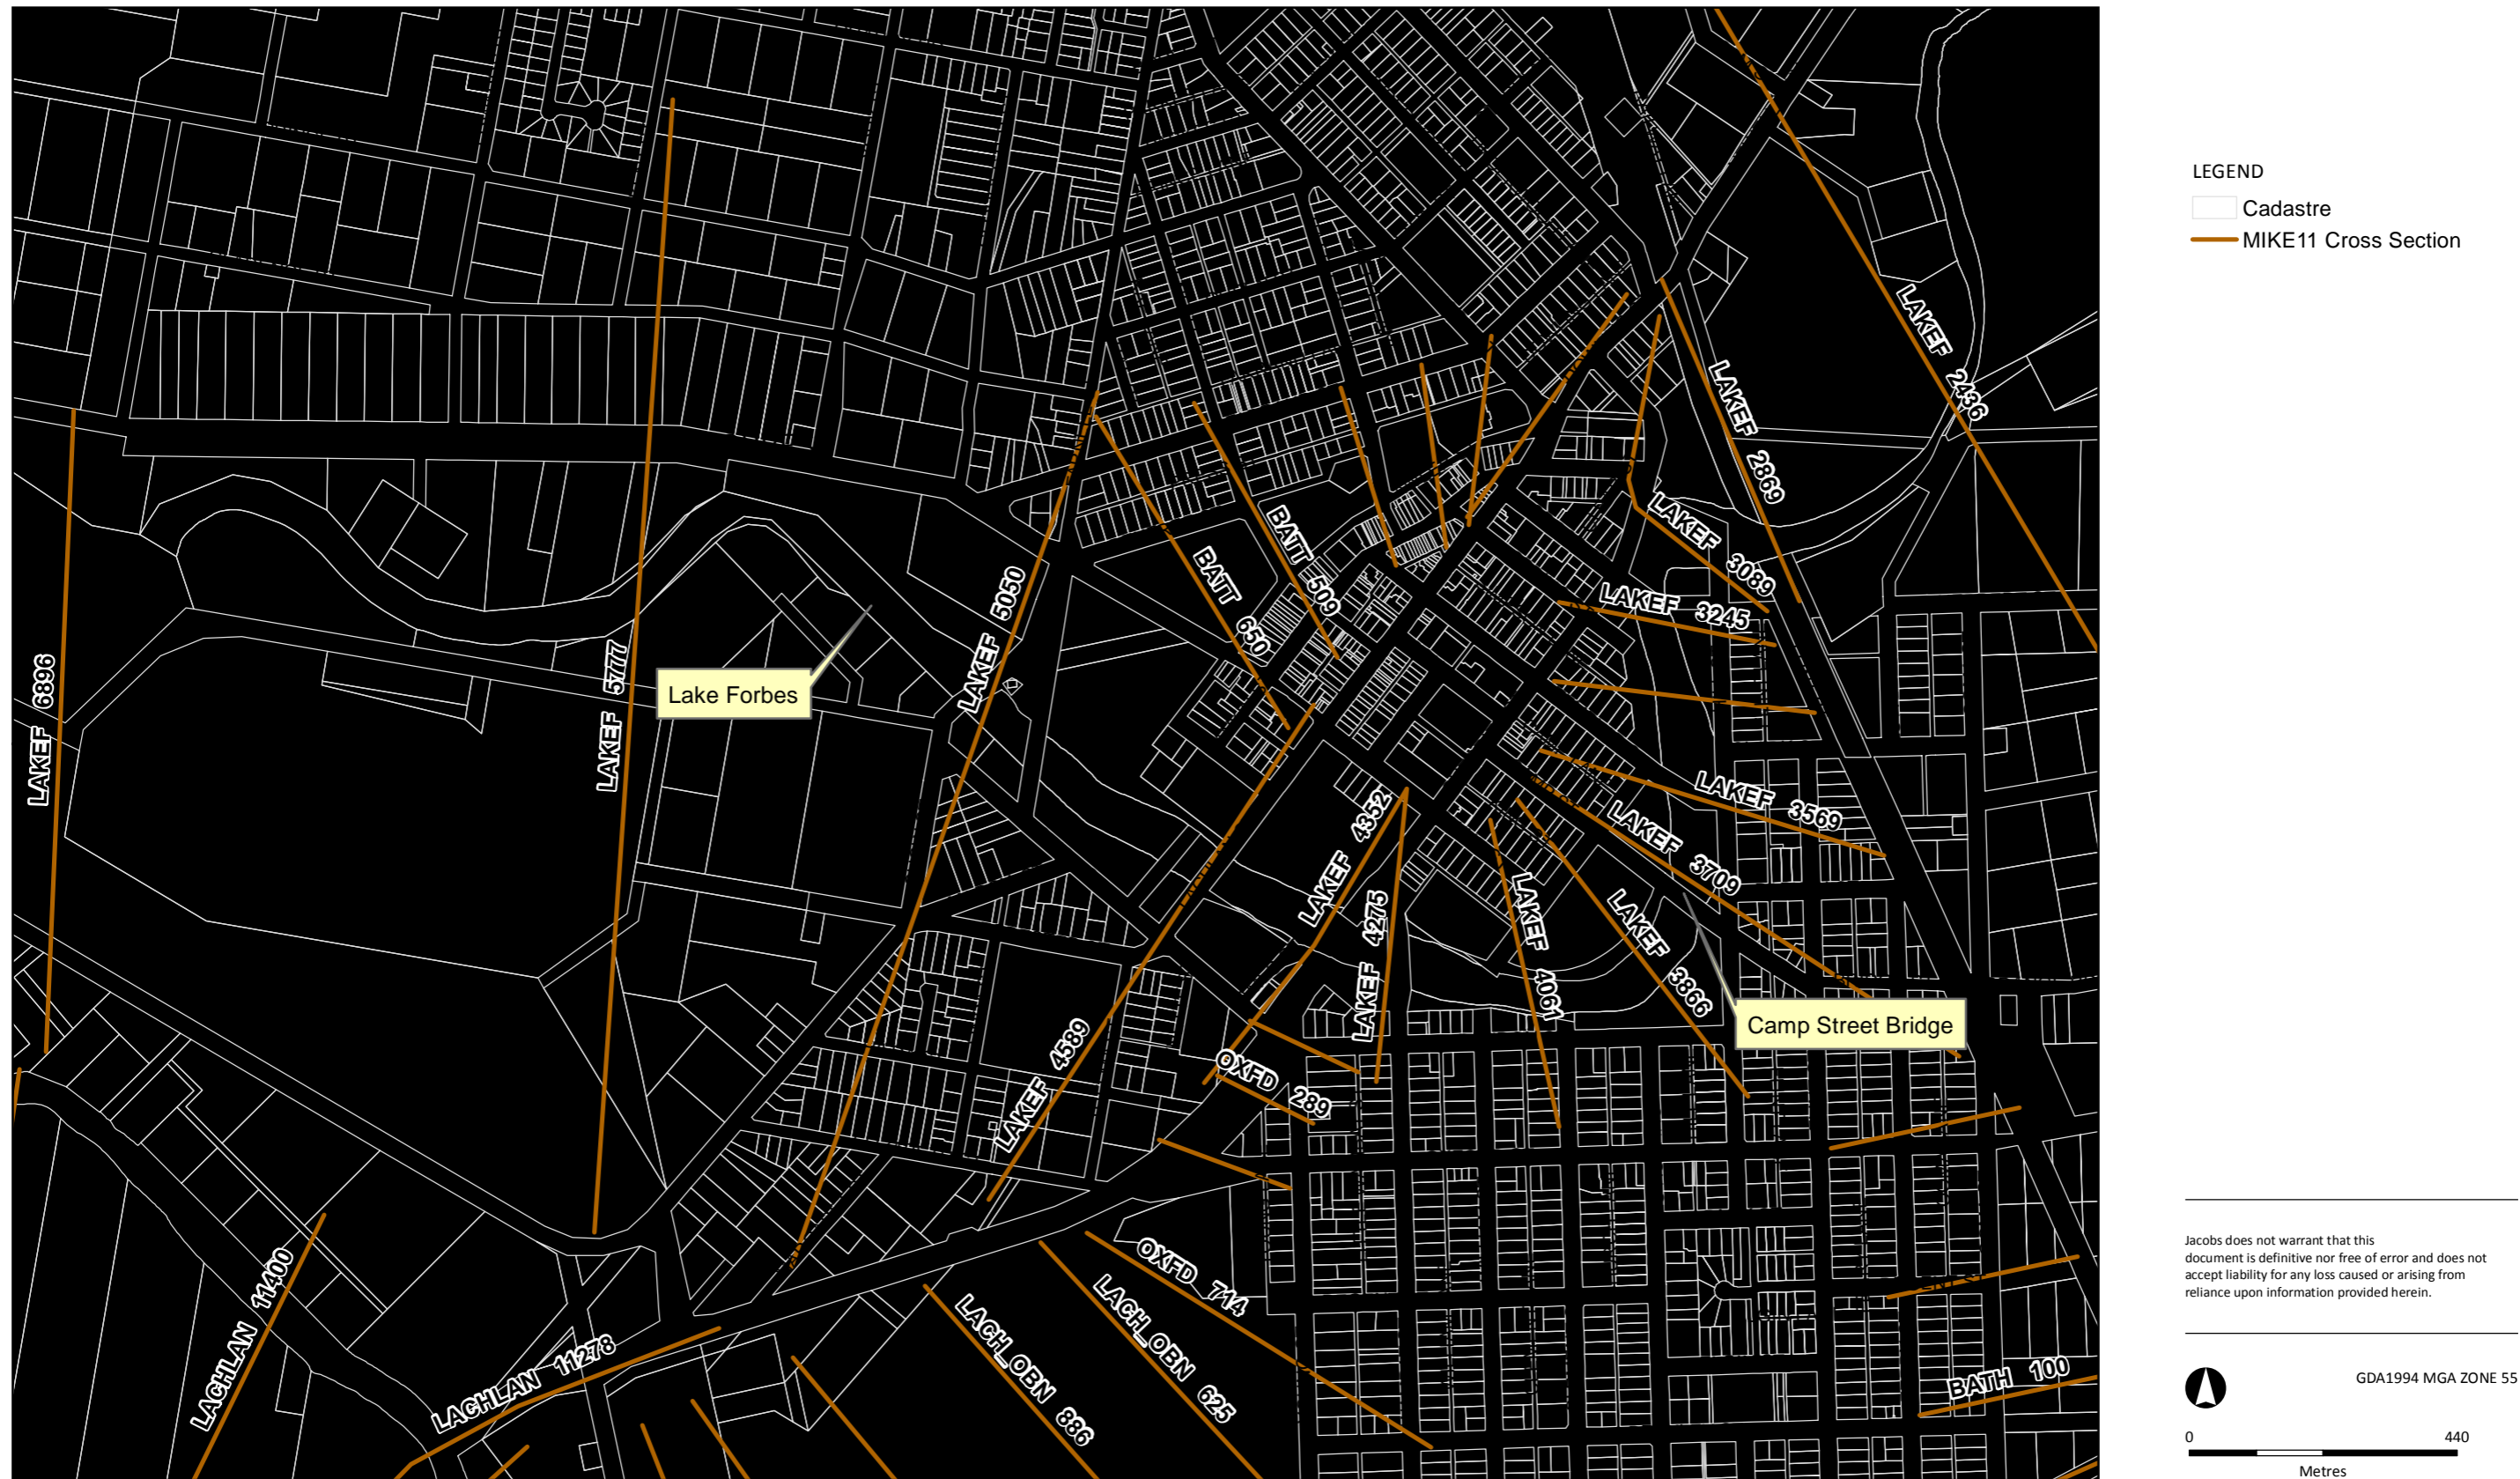 LAKEF 2436
LAKEF 2869
LAKEF 3089
LAKEF 3245
BATT 509
BATT 650
LAKEF 5050
LAKEF 5777
LAKEF 6896
Lake Forbes
LAKEF 3569
LAKEF 3709
LAKEF 4352
LAKEF 4275
LAKEF 4061
LAKEF 3866
Camp Street Bridge
LAKEF 4589
OXFD 289
OXFD 714
LACH_OBN 625
LACH_OBN 886
LACHLAN 11400
LACHLAN 11278
BATH 100
LEGEND
Cadastre
MIKE11 Cross Section
Jacobs does not warrant that this
document is definitive nor free of error and does not
accept liability for any loss caused or arising from
reliance upon information provided herein.
GDA1994 MGA ZONE 55
0 440
Metres